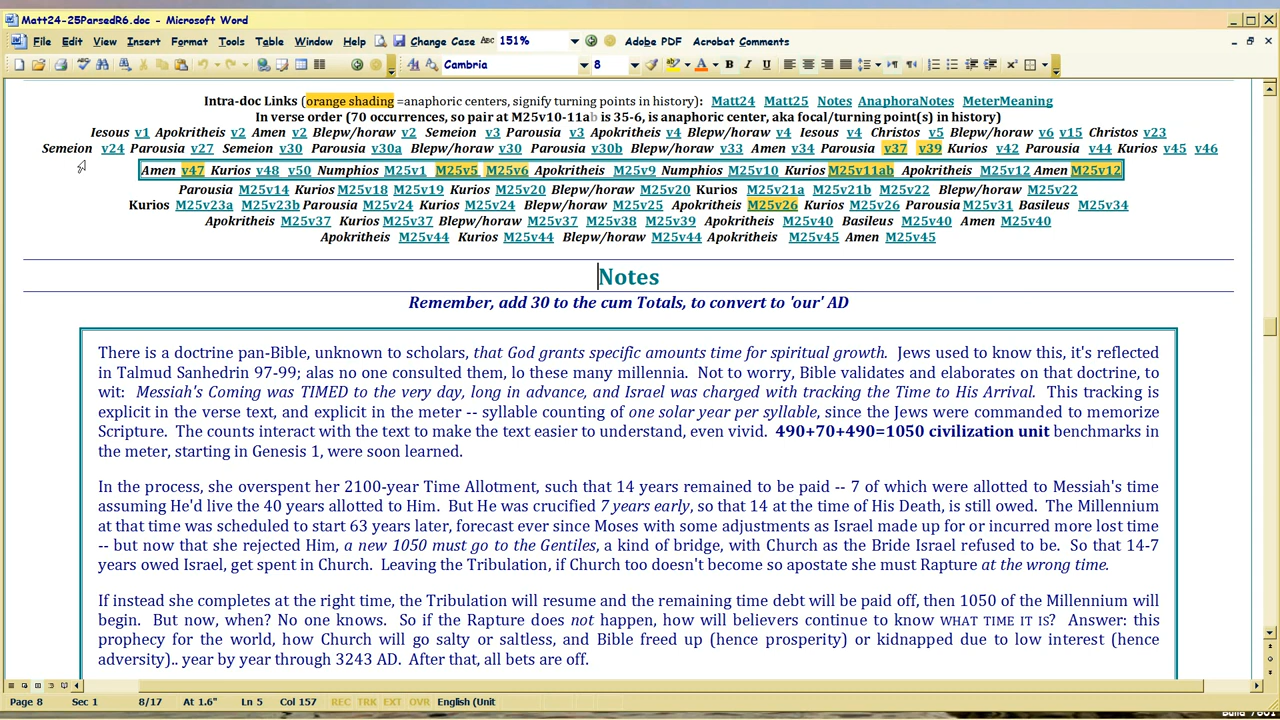 Matt24-25ParsedR6.doc - Microsoft Word
File Edit View Insert Format Tools Table Window Help Change Case ABC 151% Adobe PDF Acrobat Comments
Cambria 8 B I U
Intra-doc Links (orange shading =anaphoric centers, signify turning points in history): Matt24 Matt25 Notes AnaphoraNotes MeterMeaning
In verse order (70 occurrences, so pair at M25v10-11ab is 35-6, is anaphoric center, aka focal/turning point(s) in history)
Iesous v1 Apokritheis v2 Amen v2 Blepw/horaw v2 Semeion v3 Parousia v3 Apokritheis v4 Blepw/horaw v4 Iesous v4 Christos v5 Blepw/horaw v6 v15 Christos v23
Semeion v24 Parousia v27 Semeion v30 Parousia v30a Blepw/horaw v30 Parousia v30b Blepw/horaw v33 Amen v34 Parousia v37 v39 Kurios v42 Parousia v44 Kurios v45 v46
Amen v47 Kurios v48 v50 Numphios M25v1 M25v5 M25v6 Apokritheis M25v9 Numphios M25v10 Kurios M25v11ab Apokritheis M25v12 Amen M25v12
Parousia M25v14 Kurios M25v18 M25v19 Kurios M25v20 Blepw/horaw M25v20 Kurios M25v21a M25v21b M25v22 Blepw/horaw M25v22
Kurios M25v23a M25v23b Parousia M25v24 Kurios M25v24 Blepw/horaw M25v25 Apokritheis M25v26 Kurios M25v26 Parousia M25v31 Basileus M25v34
Apokritheis M25v37 Kurios M25v37 Blepw/horaw M25v37 M25v38 M25v39 Apokritheis M25v40 Basileus M25v40 Amen M25v40
Apokritheis M25v44 Kurios M25v44 Blepw/horaw M25v44 Apokritheis M25v45 Amen M25v45
Notes
Remember, add 30 to the cum Totals, to convert to 'our' AD
There is a doctrine pan-Bible, unknown to scholars, that God grants specific amounts time for spiritual growth. Jews used to know this, it's reflected
in Talmud Sanhedrin 97-99; alas no one consulted them, lo these many millennia. Not to worry, Bible validates and elaborates on that doctrine, to
wit: Messiah's Coming was TIMED to the very day, long in advance, and Israel was charged with tracking the Time to His Arrival. This tracking is
explicit in the verse text, and explicit in the meter -- syllable counting of one solar year per syllable, since the Jews were commanded to memorize
Scripture. The counts interact with the text to make the text easier to understand, even vivid. 490+70+490=1050 civilization unit benchmarks in
the meter, starting in Genesis 1, were soon learned.
In the process, she overspent her 2100-year Time Allotment, such that 14 years remained to be paid -- 7 of which were allotted to Messiah's time
assuming He'd live the 40 years allotted to Him. But He was crucified 7 years early, so that 14 at the time of His Death, is still owed. The Millennium
at that time was scheduled to start 63 years later, forecast ever since Moses with some adjustments as Israel made up for or incurred more lost time
-- but now that she rejected Him, a new 1050 must go to the Gentiles, a kind of bridge, with Church as the Bride Israel refused to be. So that 14-7
years owed Israel, get spent in Church. Leaving the Tribulation, if Church too doesn't become so apostate she must Rapture at the wrong time.
If instead she completes at the right time, the Tribulation will resume and the remaining time debt will be paid off, then 1050 of the Millennium will
begin. But now, when? No one knows. So if the Rapture does not happen, how will believers continue to know WHAT TIME IT IS? Answer: this
prophecy for the world, how Church will go salty or saltless, and Bible freed up (hence prosperity) or kidnapped due to low interest (hence
adversity).. year by year through 3243 AD. After that, all bets are off.
Page 8 Sec 1 8/17 At 1.6" Ln 5 Col 157 REC TRK EXT OVR English (Unit